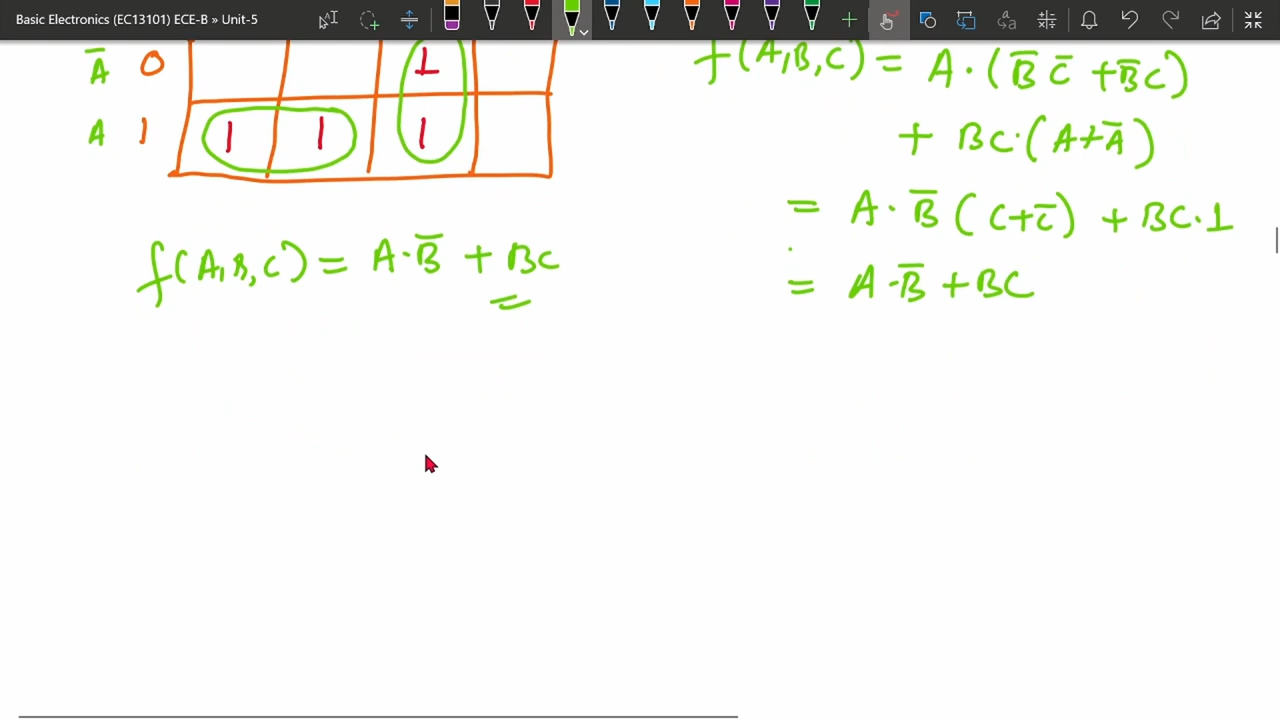 Basic Electronics (EC13101) ECE-B » Unit-5
Ā 0 1
A 1 1 1 1
f(A,B,C) = A·B̄ + BC
f(A,B,C) = A·(B̄ C̄ + B̄ C)
+ BC·(A+Ā)
= A·B̄ (C+C̄) + BC·1
= A·B̄ + BC